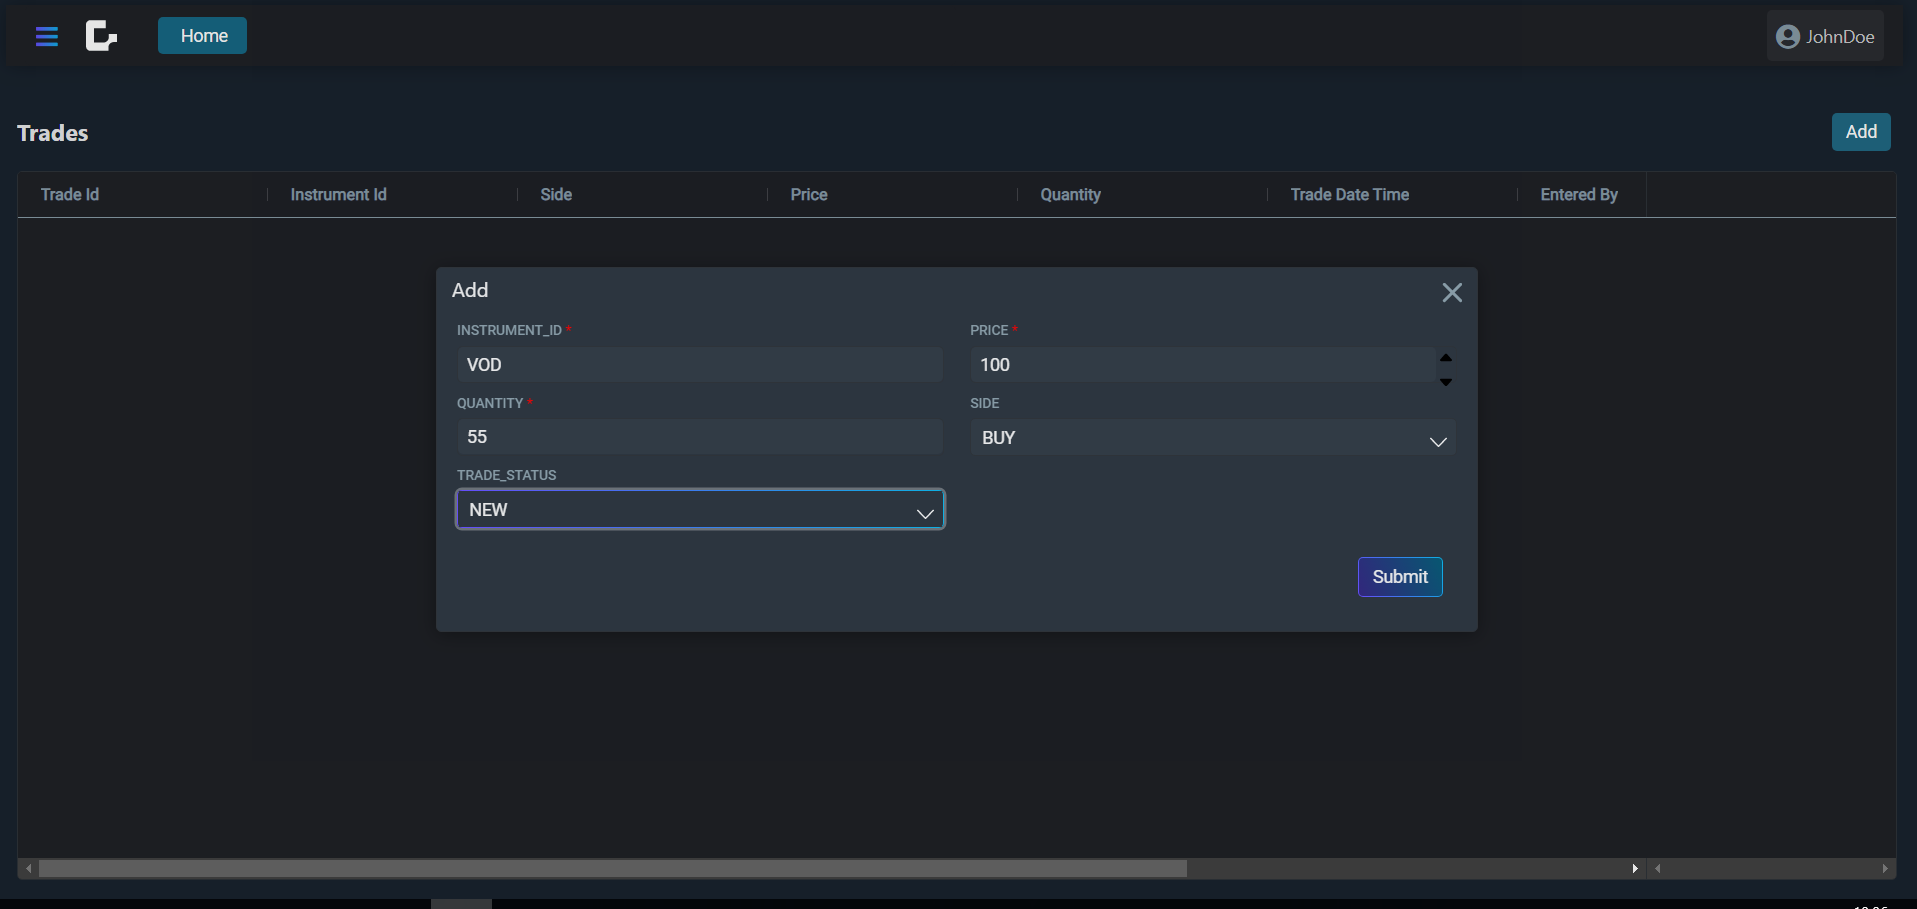 Home
JohnDoe
Trades
Add
Trade Id
Instrument Id
Side
Price
Quantity
Trade Date Time
Entered By
Add
INSTRUMENT_ID *
PRICE *
VOD
100
QUANTITY *
SIDE
55
BUY
TRADE_STATUS
NEW
Submit